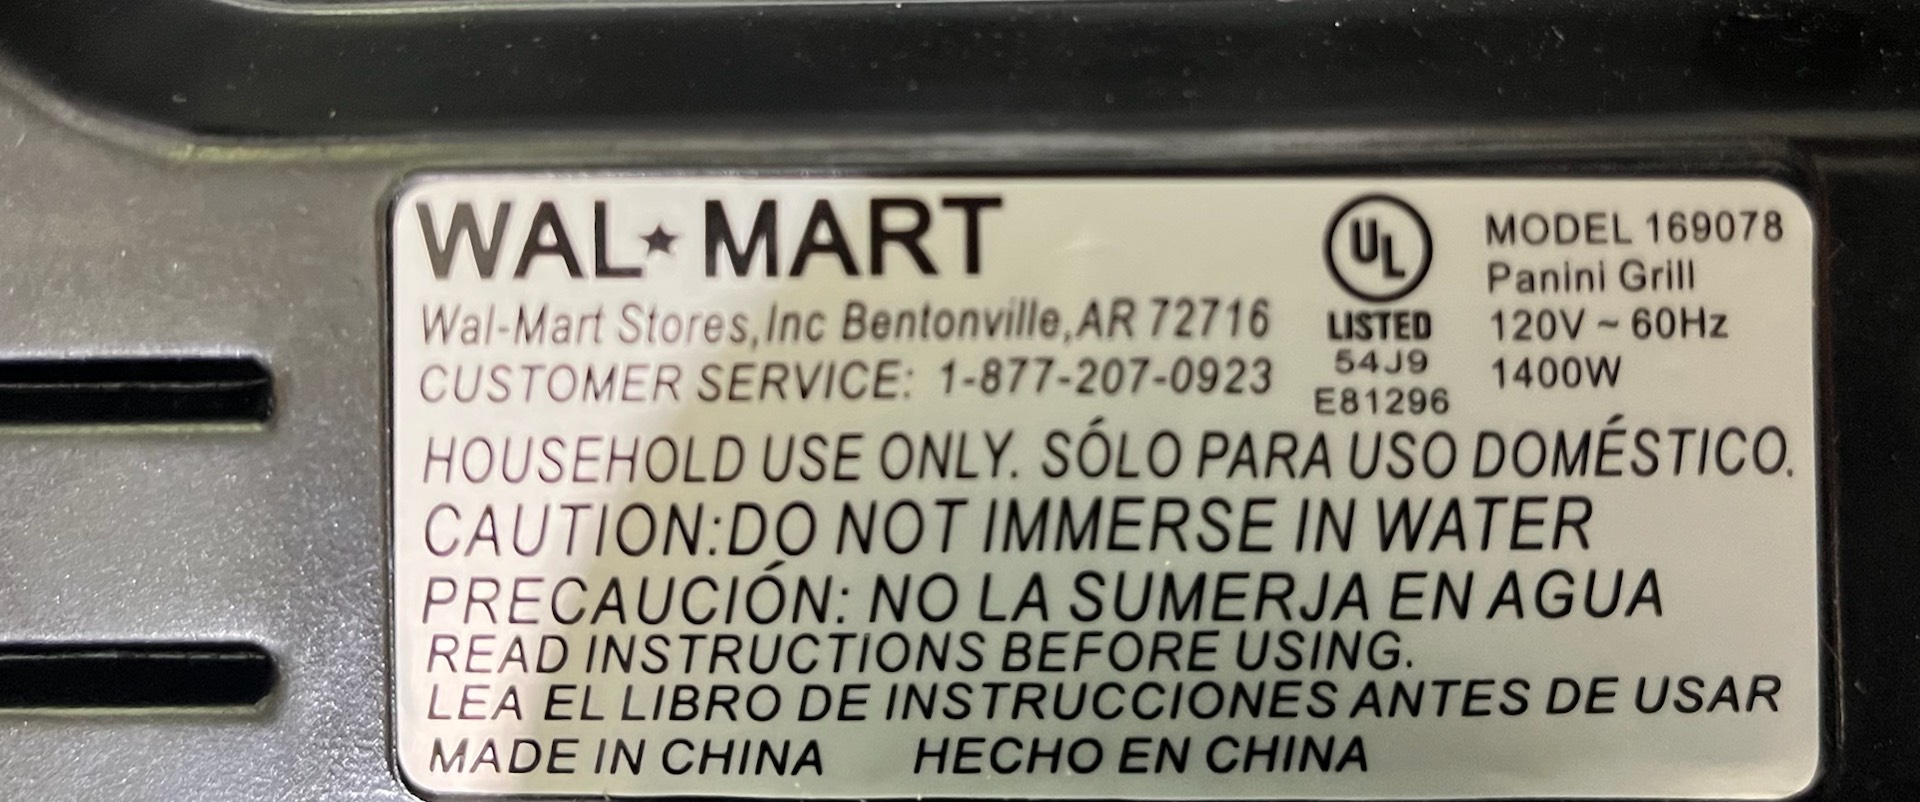 WAL★MART
Wal-Mart Stores,Inc Bentonville,AR 72716
CUSTOMER SERVICE: 1-877-207-0923
UL
LISTED
54J9
E81296
MODEL 169078
Panini Grill
120V ~ 60Hz
1400W
HOUSEHOLD USE ONLY. SÓLO PARA USO DOMÉSTICO.
CAUTION:DO NOT IMMERSE IN WATER
PRECAUCIÓN: NO LA SUMERJA EN AGUA
READ INSTRUCTIONS BEFORE USING.
LEA EL LIBRO DE INSTRUCCIONES ANTES DE USAR
MADE IN CHINA HECHO EN CHINA